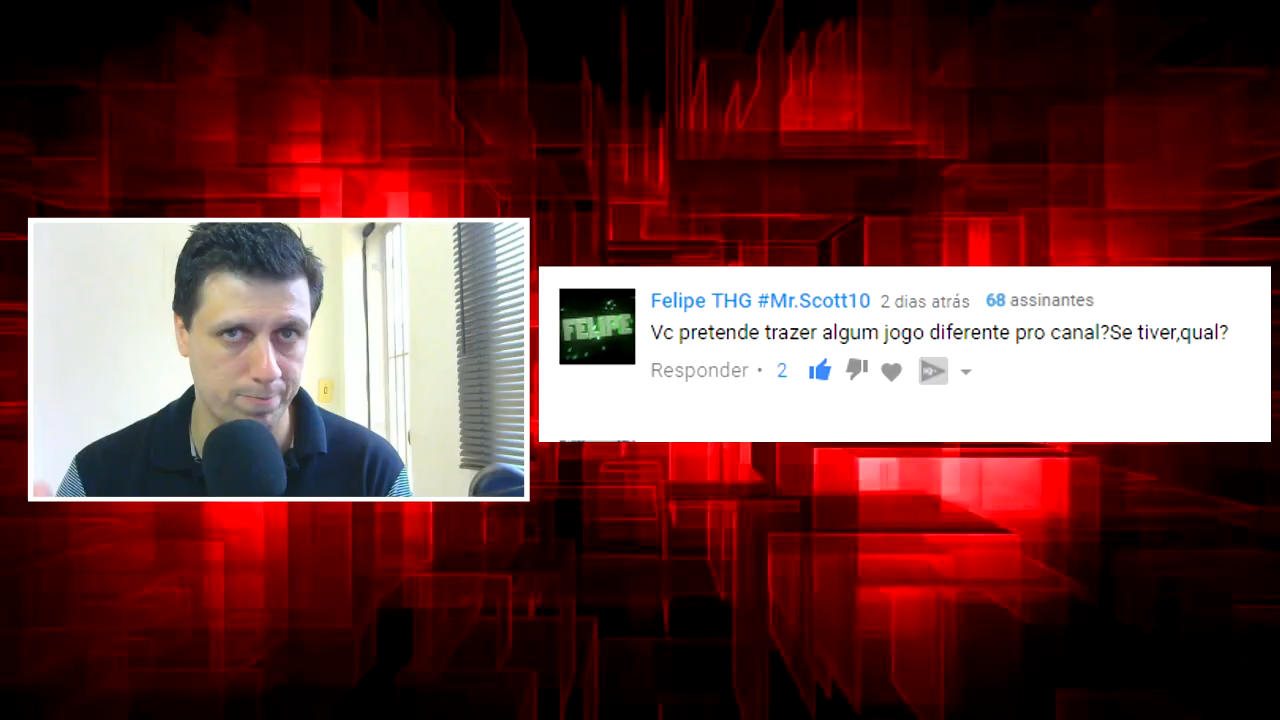 FELIPE
Felipe THG #Mr.Scott10 2 dias atrás 68 assinantes
Vc pretende trazer algum jogo diferente pro canal?Se tiver,qual?
Responder • 2